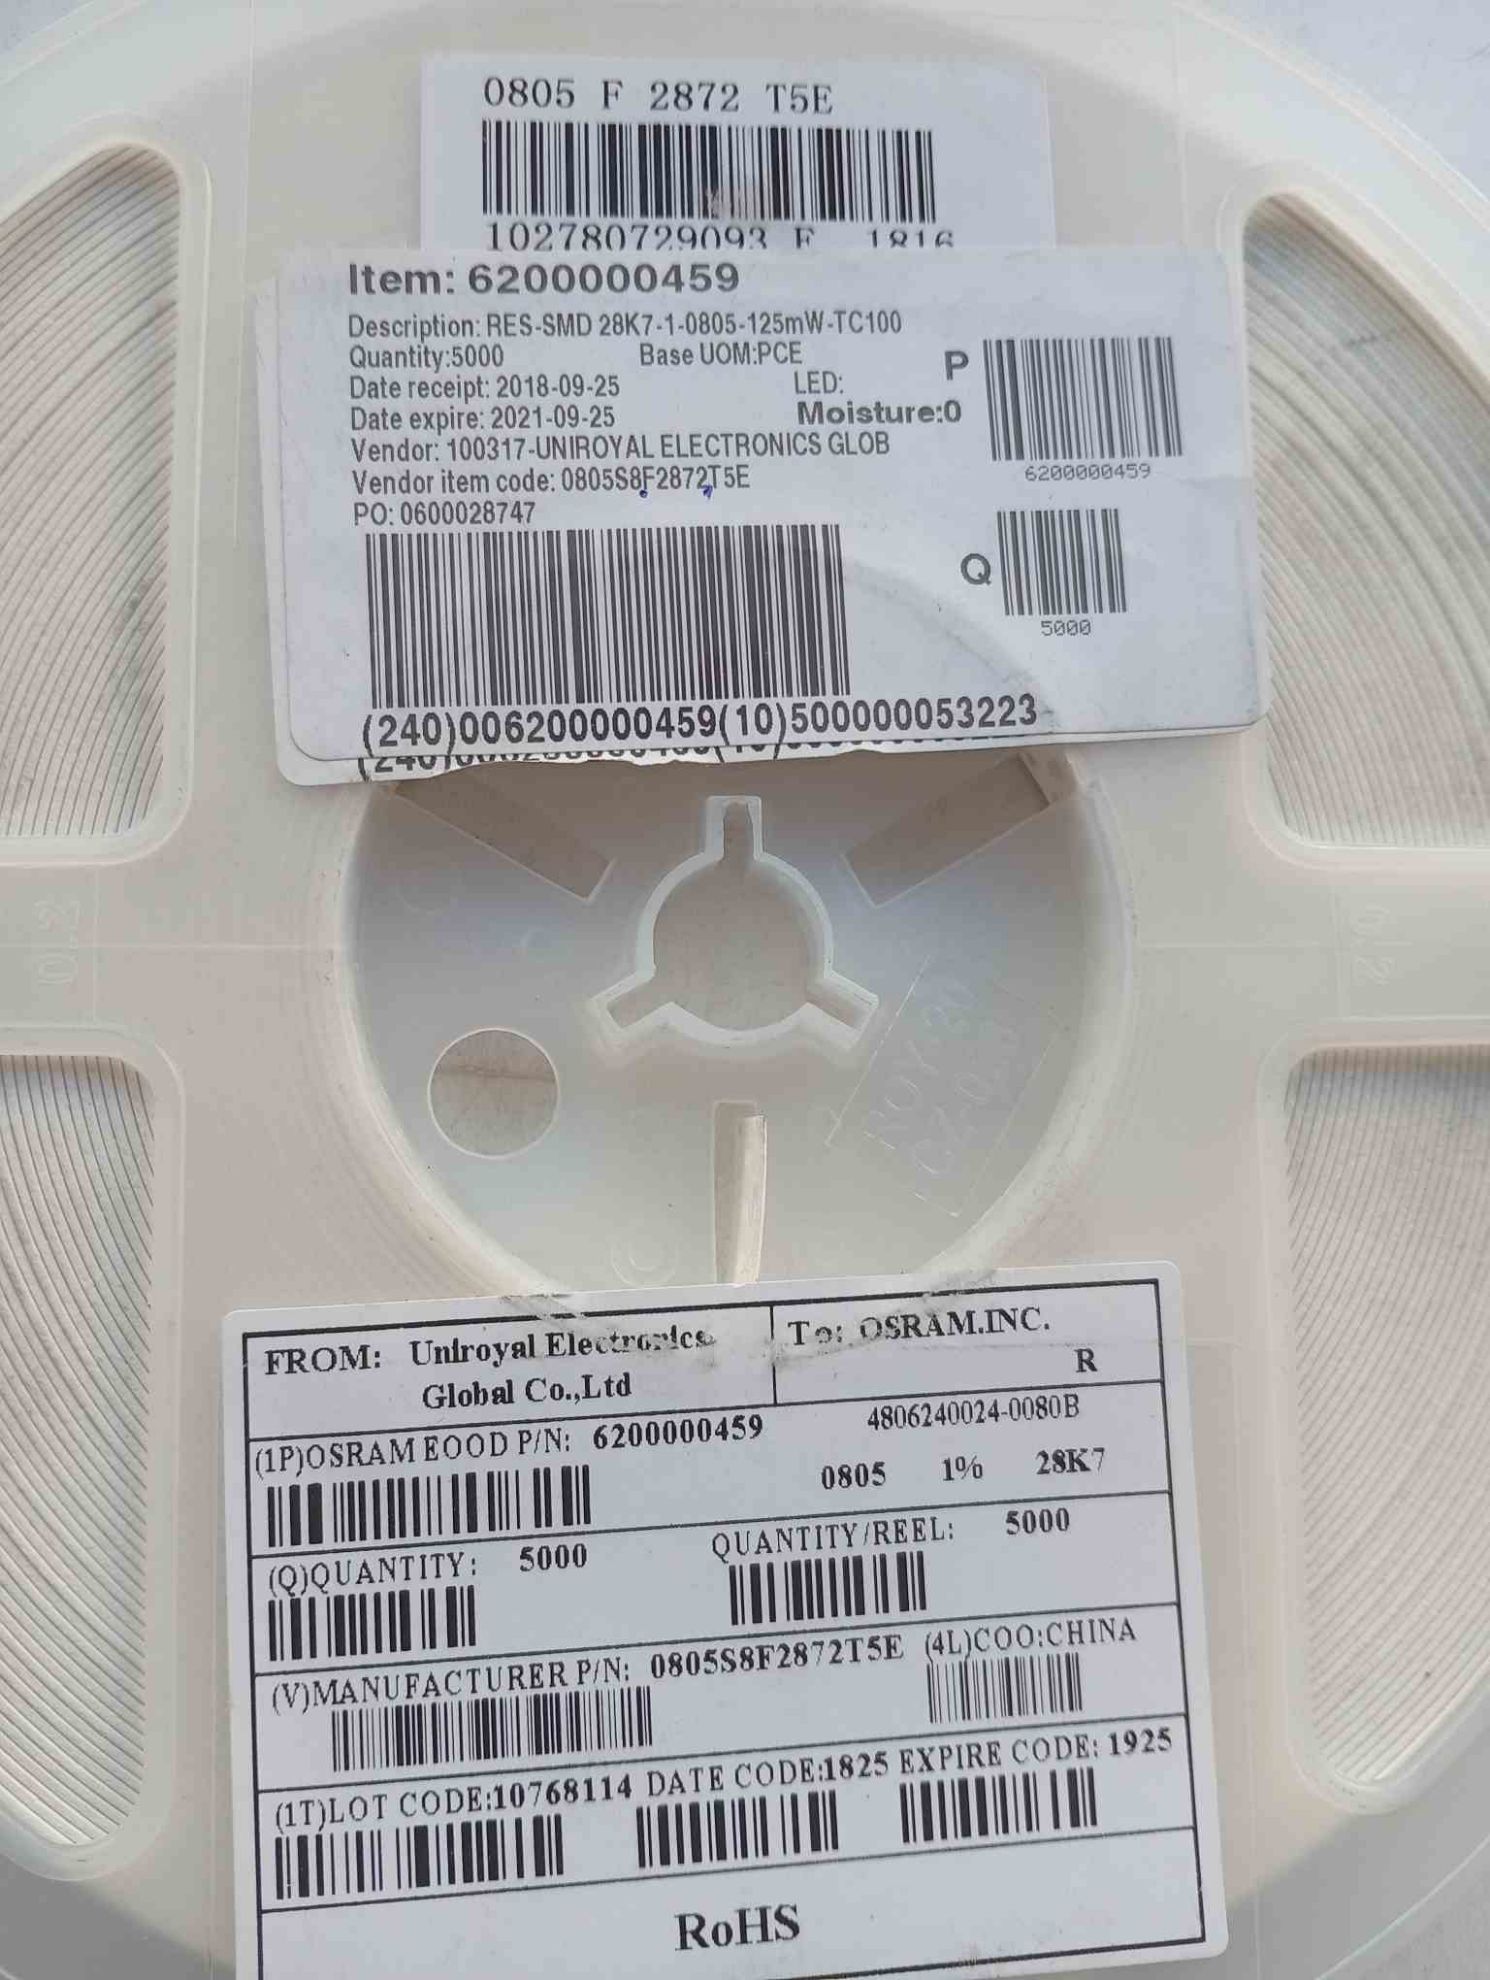 0805 F 2872 T5E
102780729093 F 1816
Item: 6200000459
Description: RES-SMD 28K7-1-0805-125mW-TC100
Quantity:5000 Base UOM:PCE
P
Date receipt: 2018-09-25 LED:
Date expire: 2021-09-25 Moisture:0
Vendor: 100317-UNIROYAL ELECTRONICS GLOB
6200000459
Vendor item code: 0805S8F2872T5E
PO: 0600028747
Q
5000
(240)006200000459(10)500000053223
0.2
0.2
FROM: Uniroyal Electronics
Global Co.,Ltd
To: OSRAM.INC.
R
(1P)OSRAM EOOD P/N: 6200000459
4806240024-0080B
0805 1% 28K7
(Q)QUANTITY: 5000 QUANTITY/REEL: 5000
(V)MANUFACTURER P/N: 0805S8F2872T5E (4L)COO:CHINA
(1T)LOT CODE:10768114 DATE CODE:1825 EXPIRE CODE: 1925
RoHS